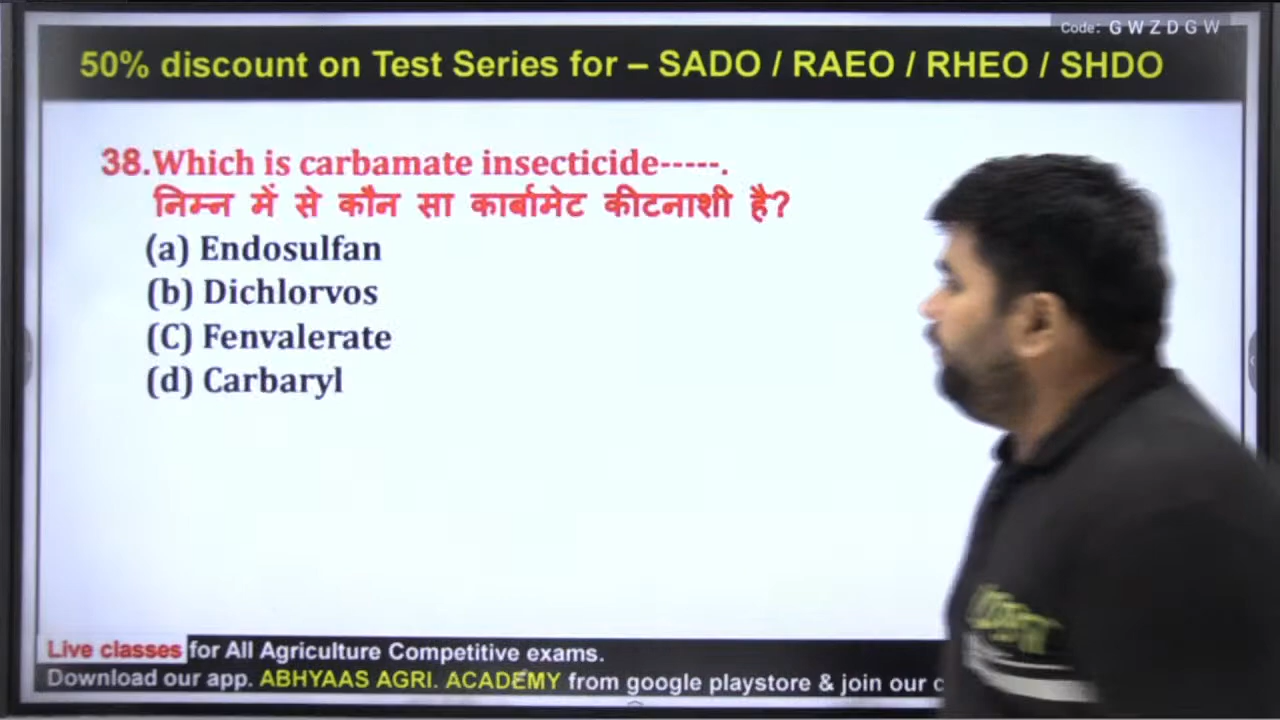 Code: G W Z D G W
50% discount on Test Series for – SADO / RAEO / RHEO / SHDO
38.Which is carbamate insecticide-----.
निम्न में से कौन सा कार्बामेट कीटनाशी है?
(a) Endosulfan
(b) Dichlorvos
(C) Fenvalerate
(d) Carbaryl
Live classes for All Agriculture Competitive exams.
Download our app. ABHYAAS AGRI. ACADEMY from google playstore & join our c